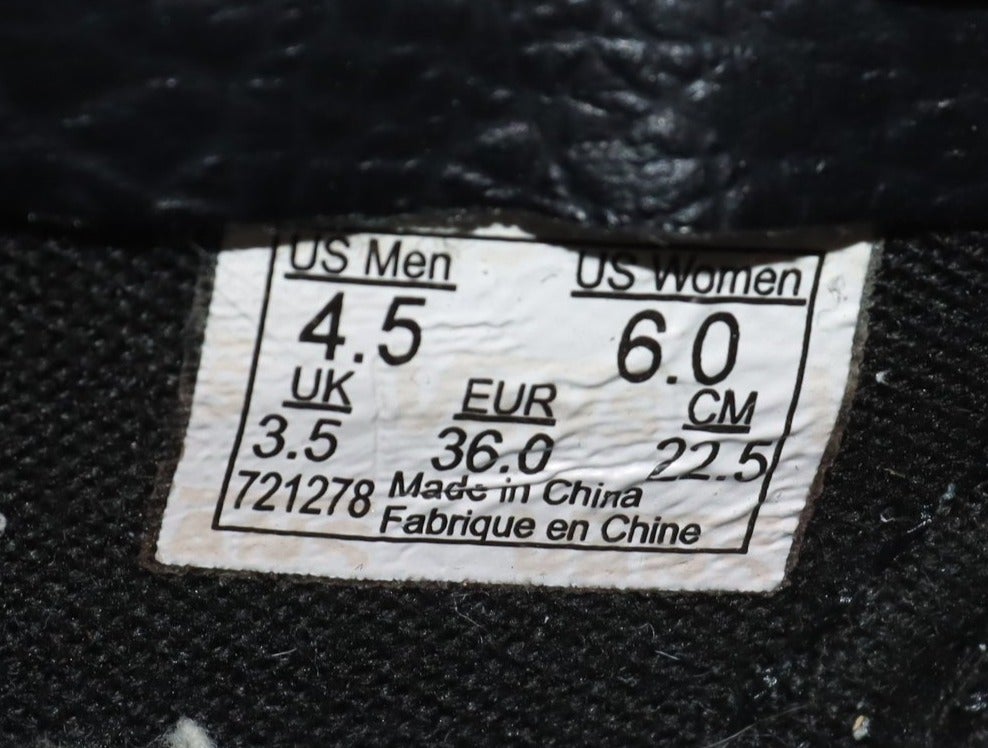 US Men US Women
4.5 6.0
UK EUR CM
3.5 36.0 22.5
721278 Made in China
Fabrique en Chine